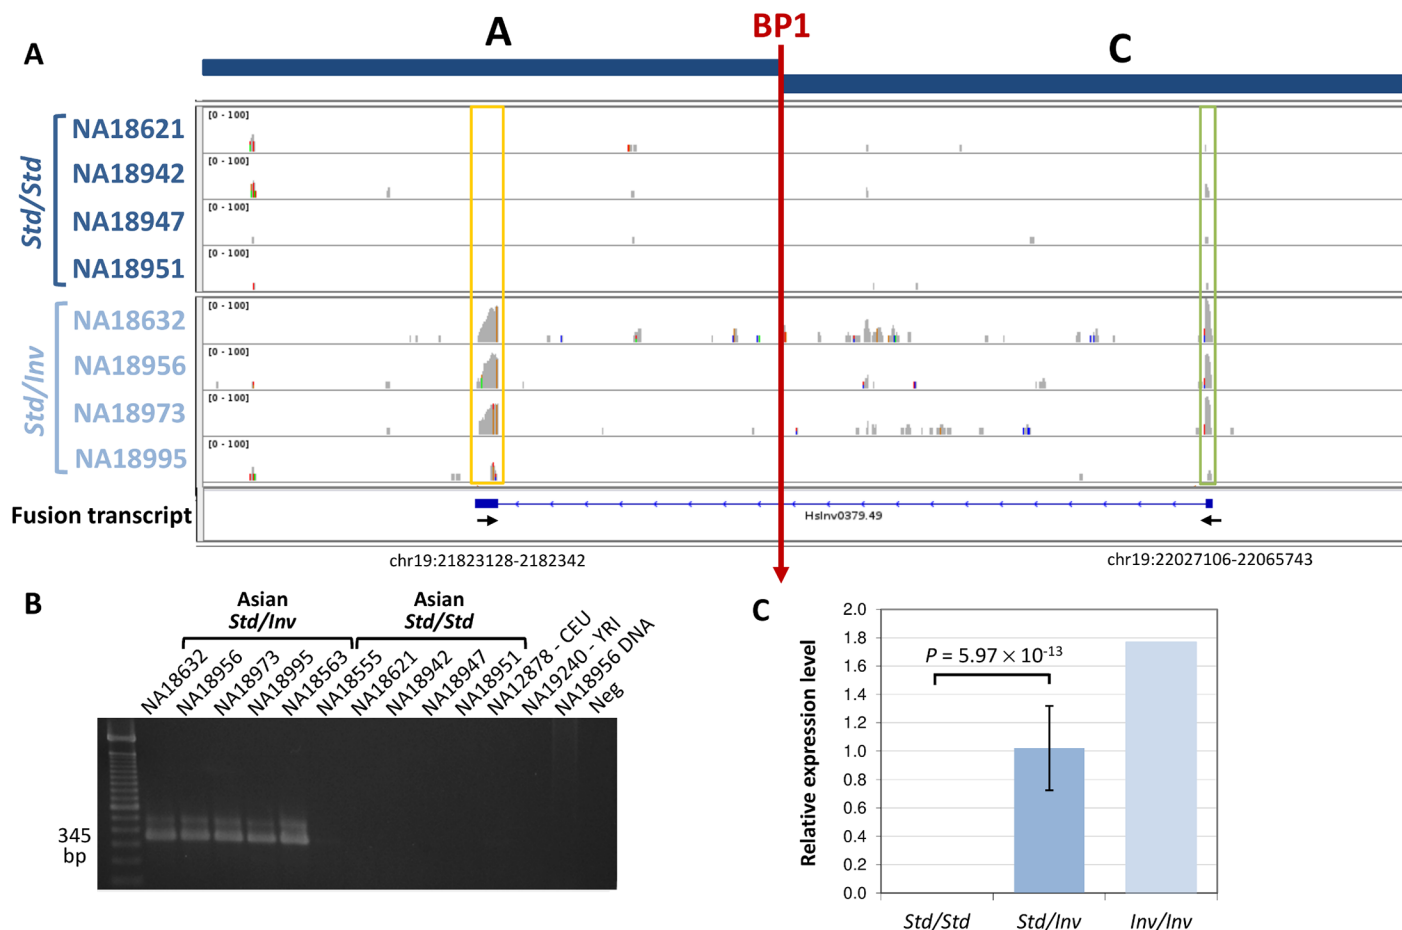 A
A
BP1
C
Std/Std
NA18621
NA18942
NA18947
NA18951
[0 - 100]
[0 - 100]
[0 - 100]
[0 - 100]
Std/Inv
NA18632
NA18956
NA18973
NA18995
[0 - 100]
[0 - 100]
[0 - 100]
[0 - 100]
Fusion transcript
HsInv0379.49
chr19:21823128-2182342
chr19:22027106-22065743
B
Asian
Std/Inv
Asian
Std/Std
NA18632
NA18956
NA18973
NA18995
NA18563
NA18555
NA18621
NA18942
NA18947
NA18951
NA12878 - CEU
NA19240 - YRI
NA18956 DNA
Neg
345
bp
C
Relative expression level
2.0
1.8
1.6
1.4
1.2
1.0
0.8
0.6
0.4
0.2
0.0
P = 5.97 × 10-13
Std/Std
Std/Inv
Inv/Inv